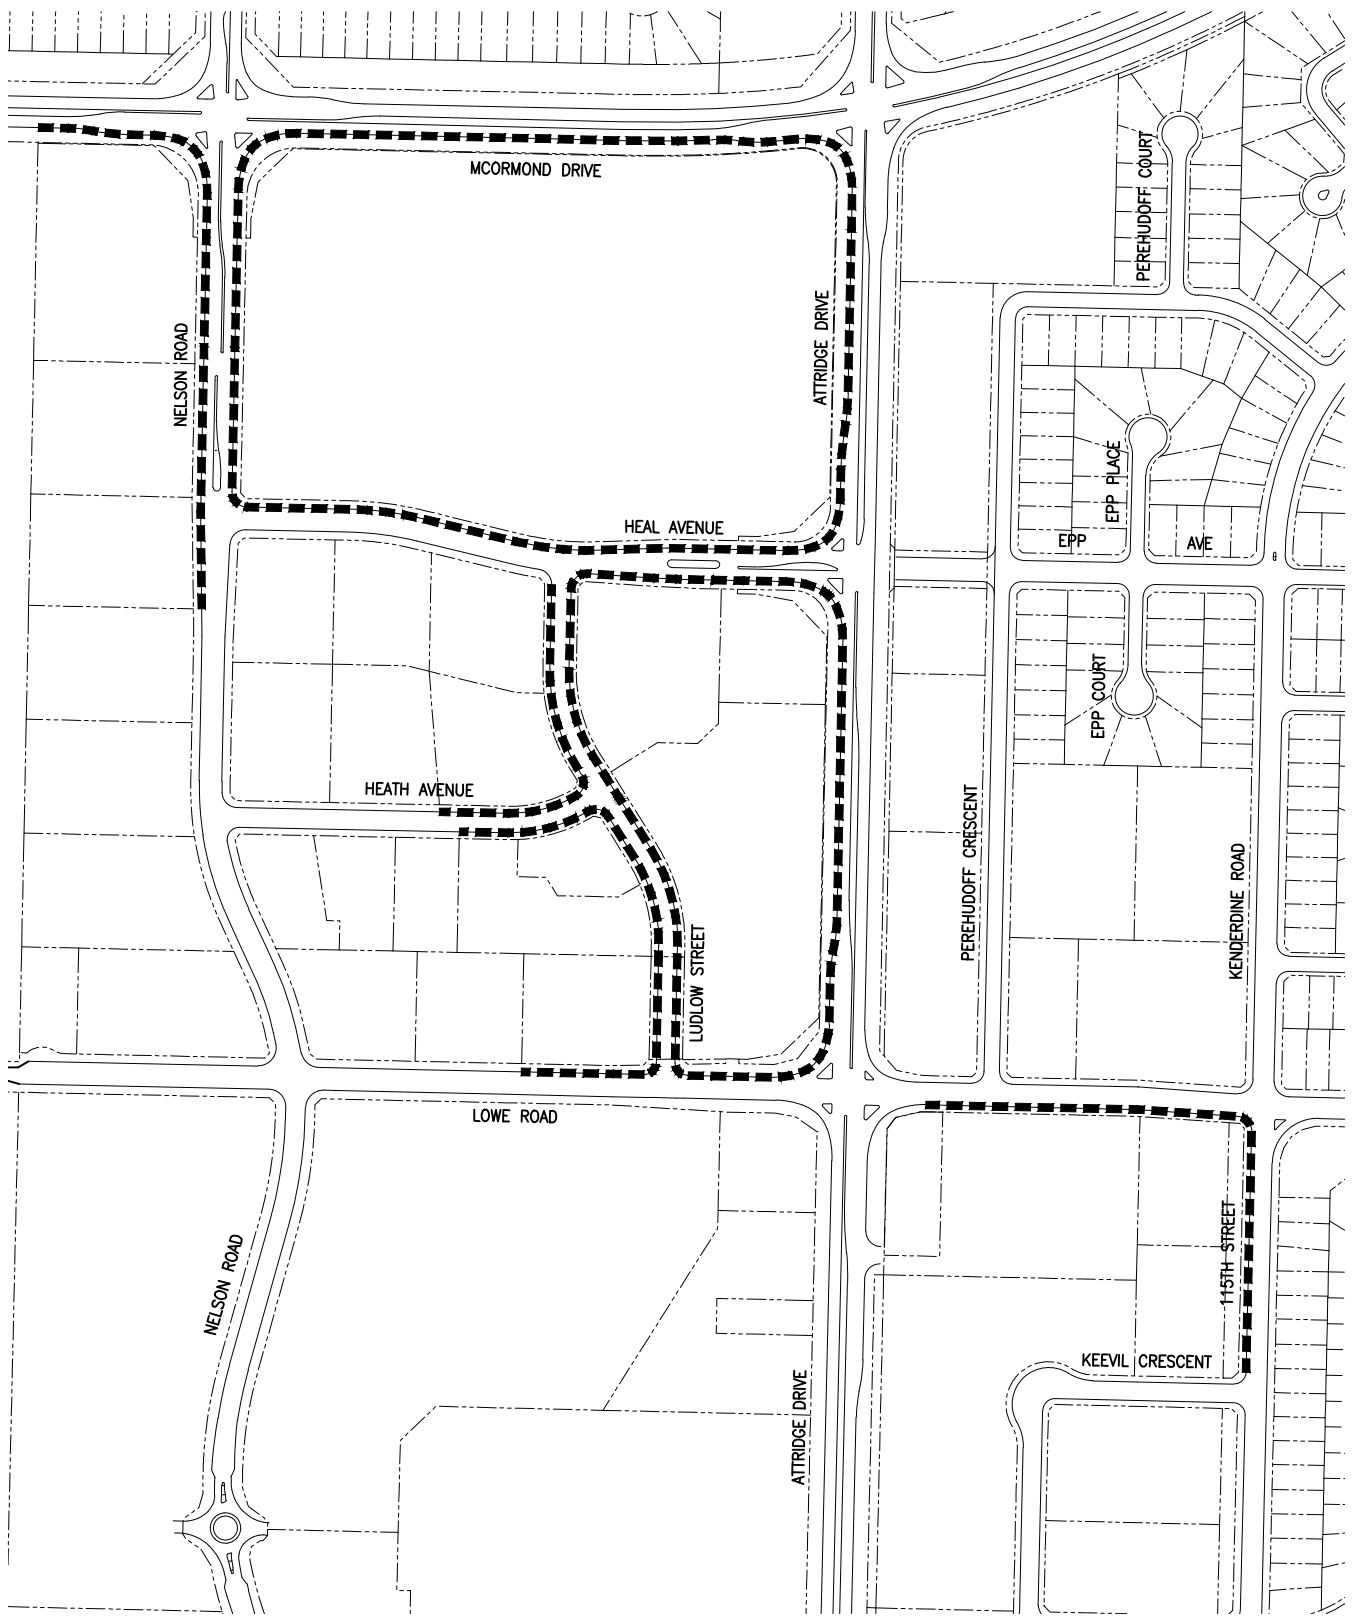 MCORMOND DRIVE
PEREHUDOFF COURT
NELSON ROAD
ATTRIDGE DRIVE
EPP PLACE
HEAL AVENUE
EPP AVE
EPP COURT
HEATH AVENUE
PEREHUDOFF CRESCENT
KENDERDINE ROAD
LUDLOW STREET
LOWE ROAD
NELSON ROAD
115TH STREET
KEEVIL CRESCENT
ATTRIDGE DRIVE